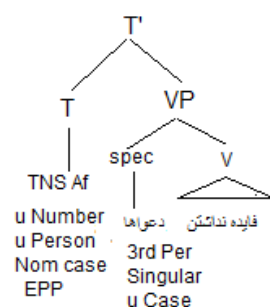 T'
T VP
TNS Af spec V
u Number دعواها فایده نداشتن
u Person 3rd Per
Nom case Singular
EPP u Case